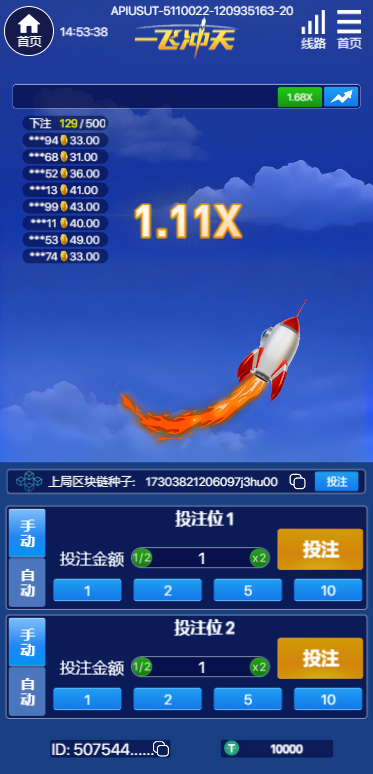 APIUSUT-5110022-120935163-20
首页
14:53:38
一飞冲天
线路
首页
1.68X
下注 129/500
***94 33.00
***68 31.00
***52 36.00
***13 41.00
***99 43.00
***11 40.00
***53 49.00
***74 33.00
1.11X
上局区块链种子: 17303821206097j3hu00
投注
手动
自动
投注位 1
投注金额 1/2 1 x2
投注
1 2 5 10
手动
自动
投注位 2
投注金额 1/2 1 x2
投注
1 2 5 10
ID: 507544......
T 10000